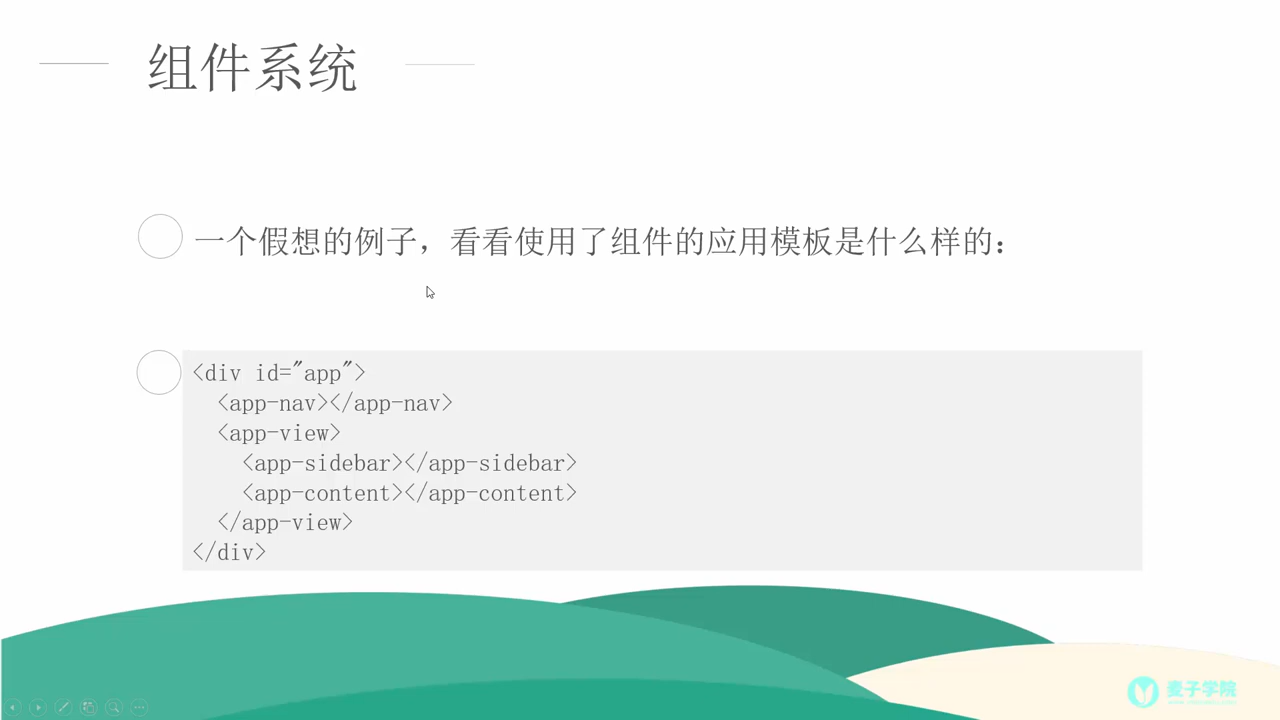 组件系统
一个假想的例子，看看使用了组件的应用模板是什么样的：
<div id="app">
  <app-nav></app-nav>
  <app-view>
    <app-sidebar></app-sidebar>
    <app-content></app-content>
  </app-view>
</div>
麦子学院